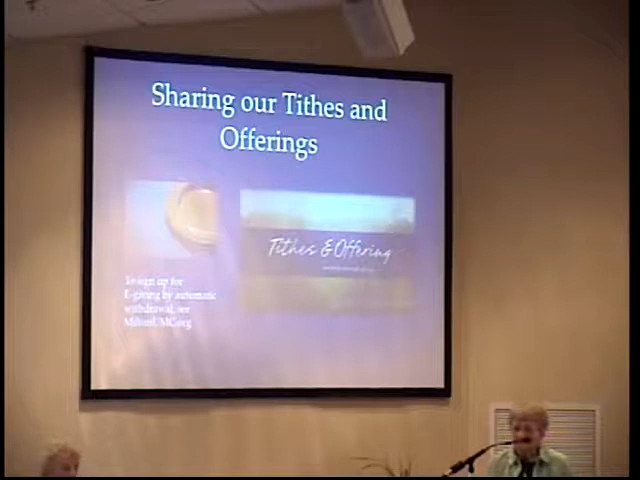 Sharing our Tithes and
Offerings
Tithes & Offering
To sign up for
E-giving by automatic
withdrawal, see
MiltonUMC.org